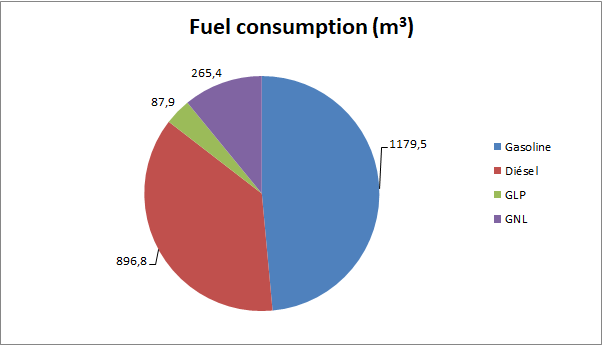 Fuel consumption (m³)
265,4
87,9
1179,5
896,8
Gasoline
Diésel
GLP
GNL